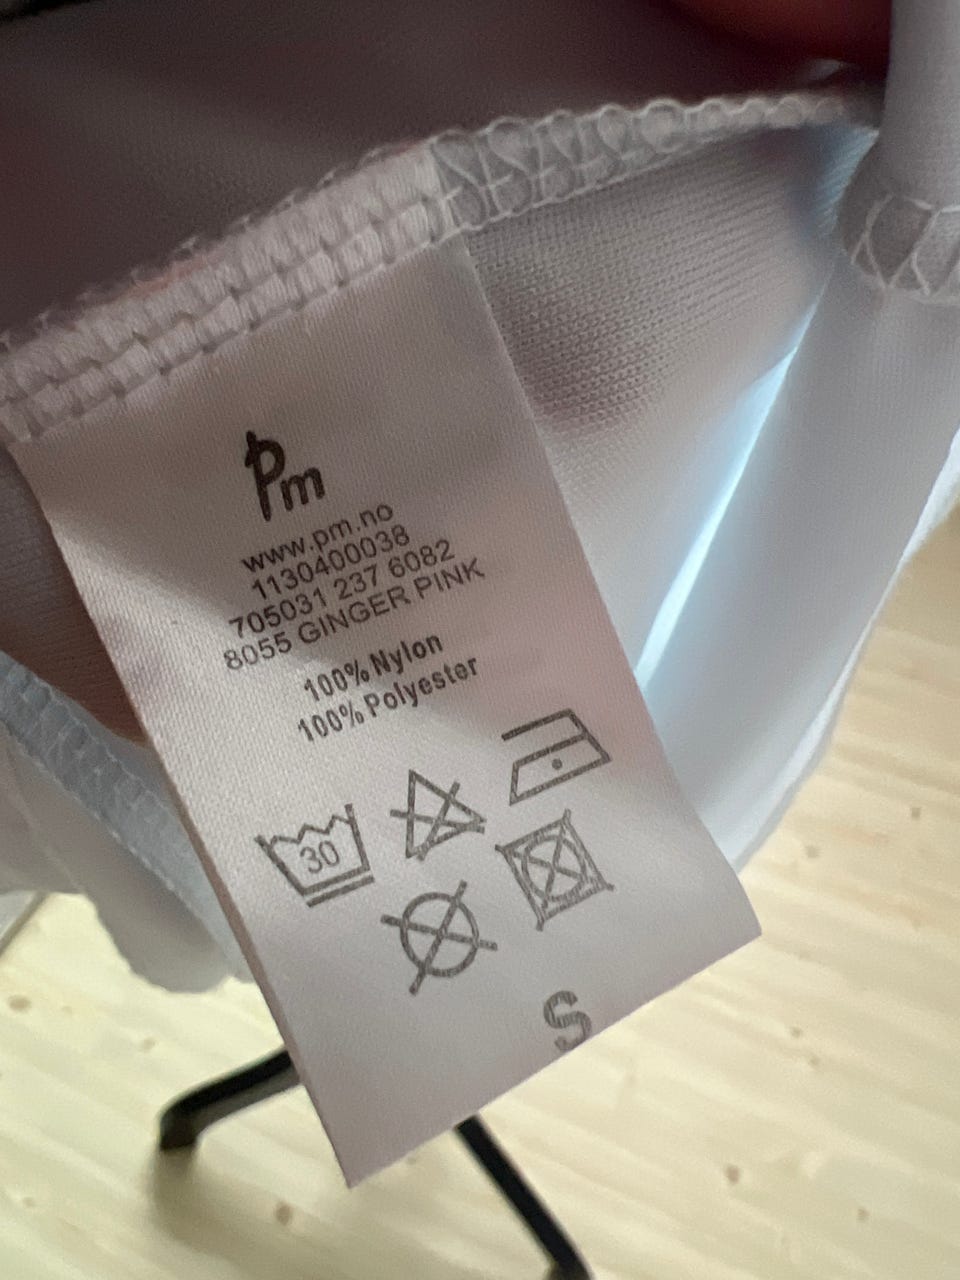 Pm
www.pm.no
1130400038
705031 237 6082
8055 GINGER PINK
100% Nylon
100% Polyester
30
S